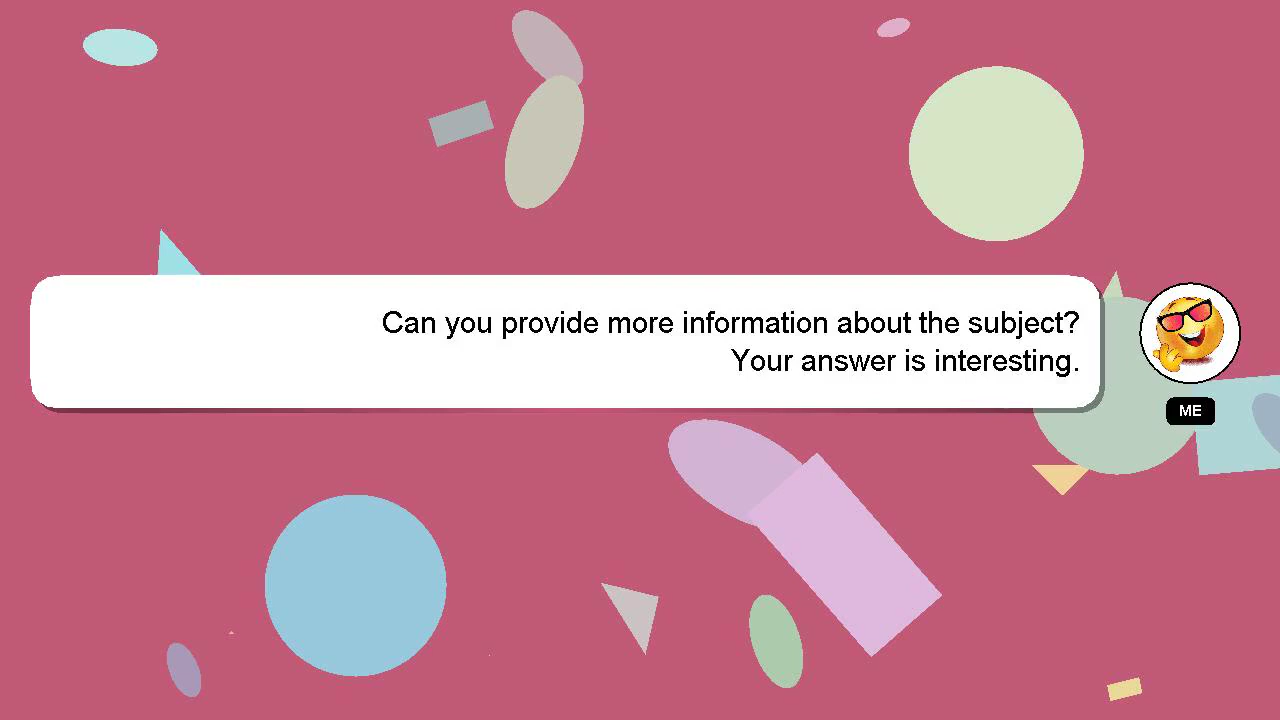 Can you provide more information about the subject?
Your answer is interesting.
ME